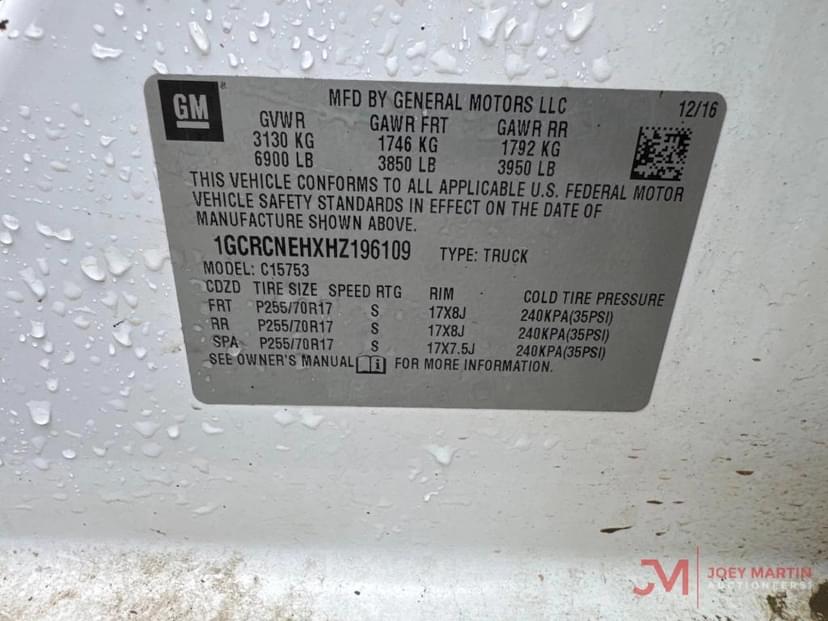 GM
MFD BY GENERAL MOTORS LLC 12/16
GVWR GAWR FRT GAWR RR
3130 KG 1746 KG 1792 KG
6900 LB 3850 LB 3950 LB
THIS VEHICLE CONFORMS TO ALL APPLICABLE U.S. FEDERAL MOTOR
VEHICLE SAFETY STANDARDS IN EFFECT ON THE DATE OF
MANUFACTURE SHOWN ABOVE.
1GCRCNEHXHZ196109 TYPE: TRUCK
MODEL: C15753
CDZD TIRE SIZE SPEED RTG RIM COLD TIRE PRESSURE
FRT P255/70R17 S 17X8J 240KPA(35PSI)
RR P255/70R17 S 17X8J 240KPA(35PSI)
SPA P255/70R17 S 17X7.5J 240KPA(35PSI)
SEE OWNER'S MANUAL FOR MORE INFORMATION.
JM JOEY MARTIN
AUCTIONEERS